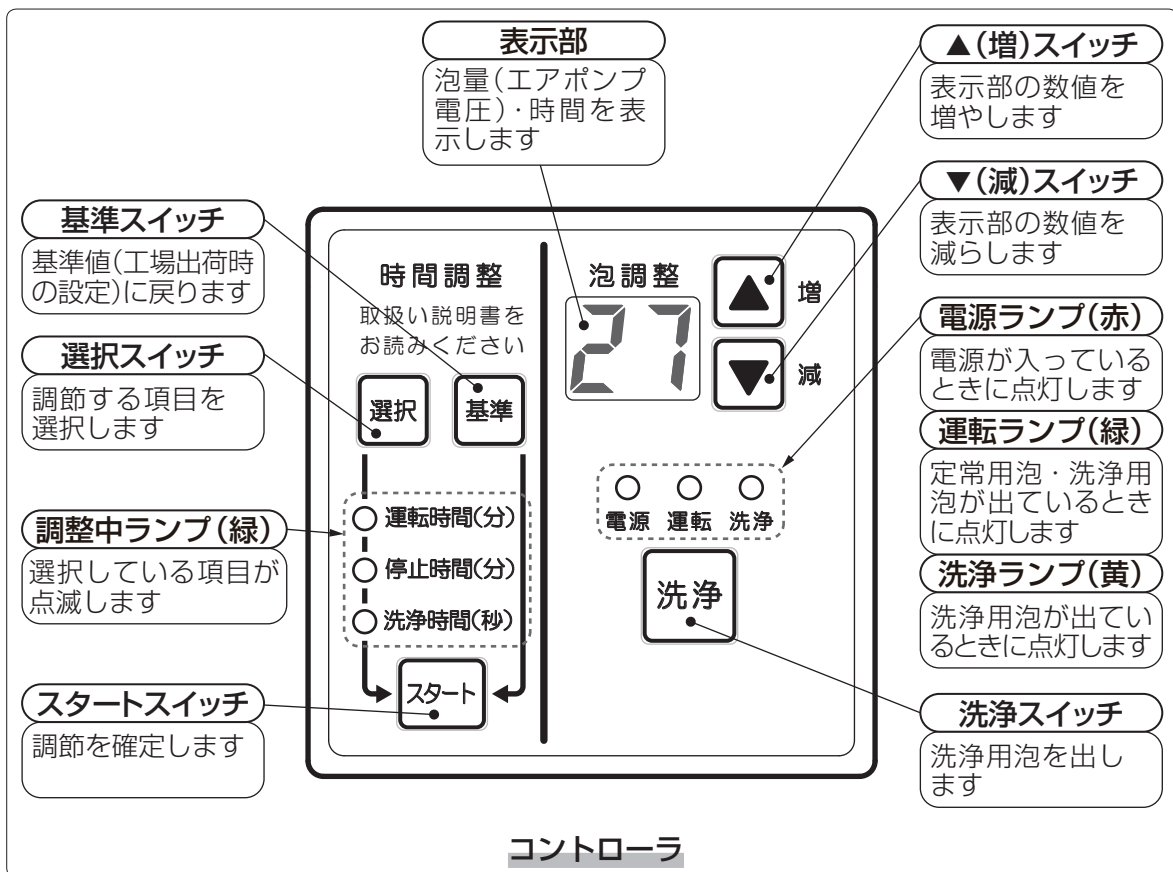 表示部
泡量(エアポンプ
電圧)・時間を表
示します
▲(増)スイッチ
表示部の数値を
増やします
▼(減)スイッチ
表示部の数値を
減らします
基準スイッチ
基準値(工場出荷時
の設定)に戻ります
選択スイッチ
調節する項目を
選択します
調整中ランプ(緑)
選択している項目が
点滅します
スタートスイッチ
調節を確定します
時間調整
取扱い説明書を
お読みください
選択
基準
運転時間(分)
停止時間(分)
洗浄時間(秒)
スタート
泡調整
27
▲
増
▼
減
電源 運転 洗浄
洗浄
電源ランプ(赤)
電源が入っている
ときに点灯します
運転ランプ(緑)
定常用泡・洗浄用
泡が出ているとき
に点灯します
洗浄ランプ(黄)
洗浄用泡が出てい
るときに点灯します
洗浄スイッチ
洗浄用泡を出し
ます
コントローラ